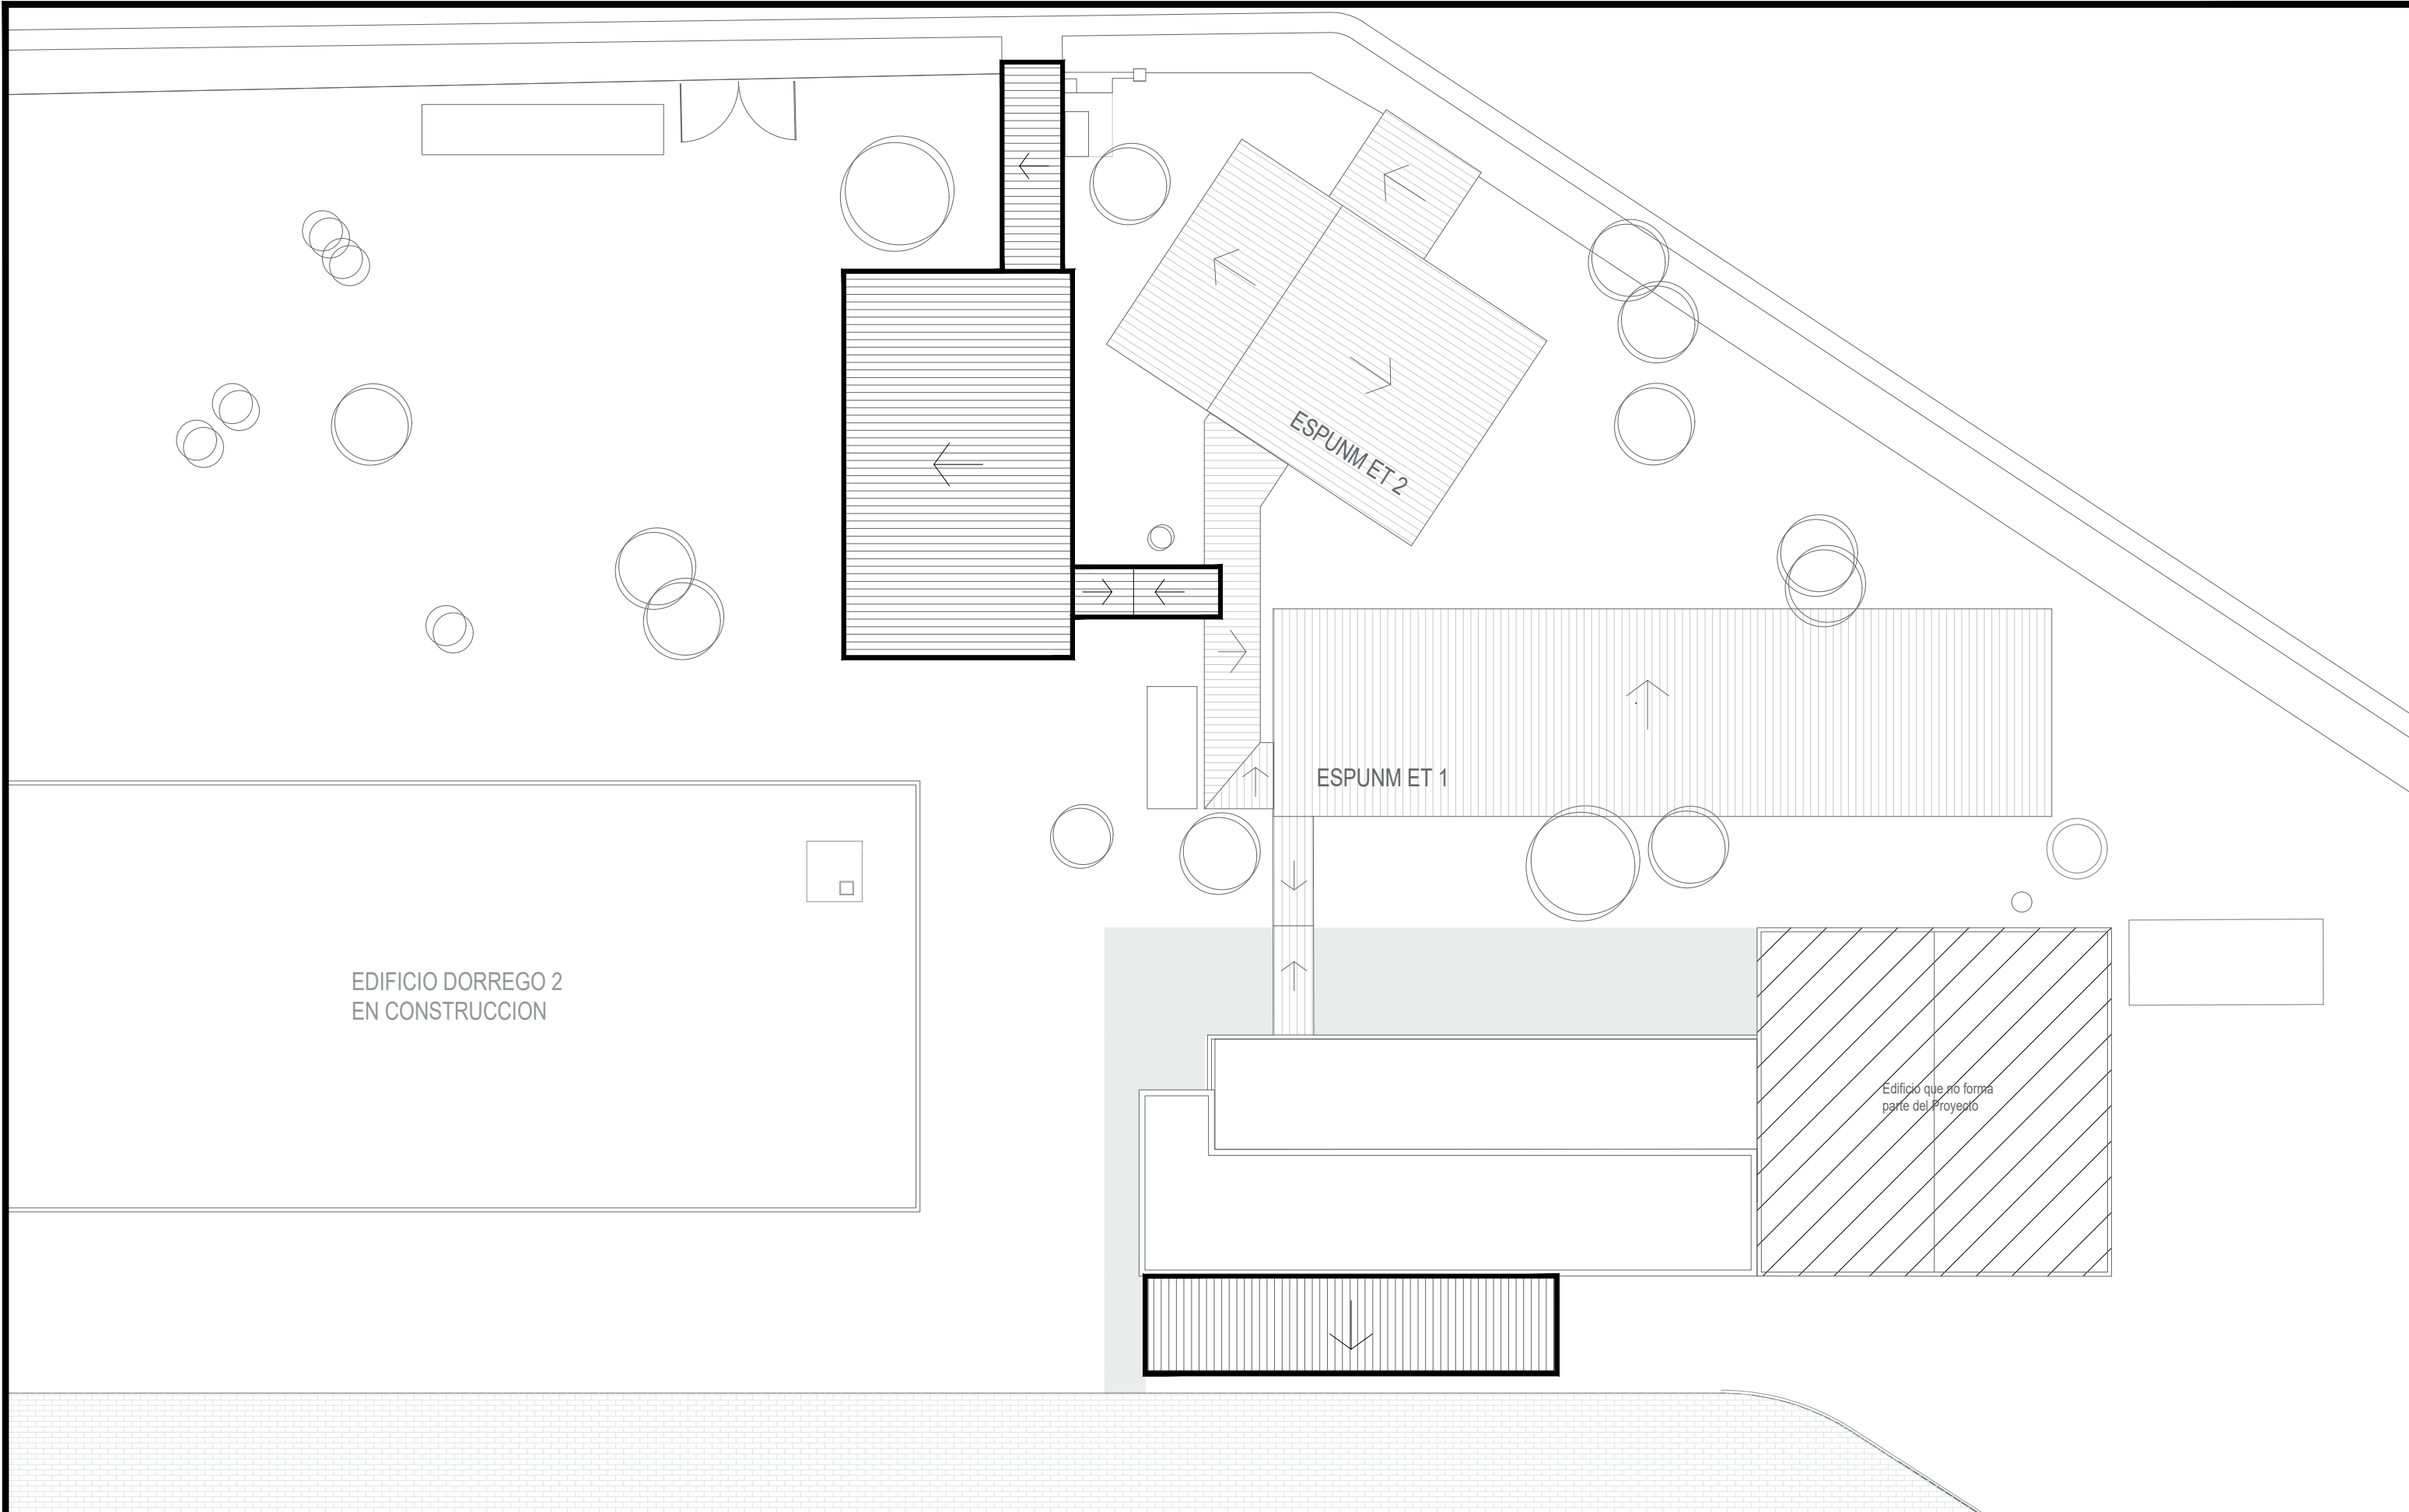 ESPUNM ET 2
ESPUNM ET 1
EDIFICIO DORREGO 2
EN CONSTRUCCION
Edificio que no forma
parte del Proyecto